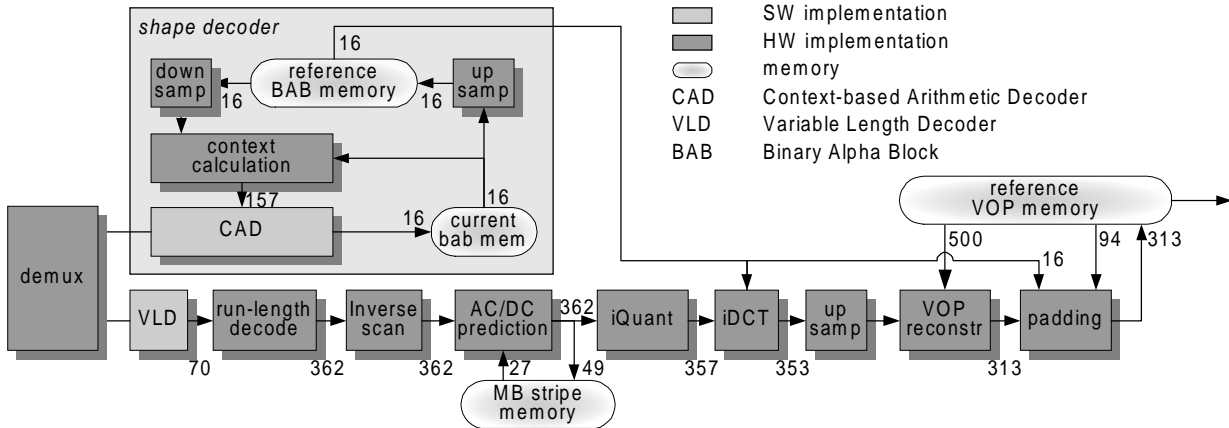 shape decoder
16
down
samp
reference
BAB memory
up
samp
16
16
context
calculation
157
16
CAD
16
current
bab mem
demux
SW implementation
HW implementation
memory
CAD Context-based Arithmetic Decoder
VLD Variable Length Decoder
BAB Binary Alpha Block
reference
VOP memory
500
94
313
16
VLD
70
run-length
decode
362
Inverse
scan
362
AC/DC
prediction
362
27
49
MB stripe
memory
iQuant
357
iDCT
353
up
samp
VOP
reconstr
313
padding